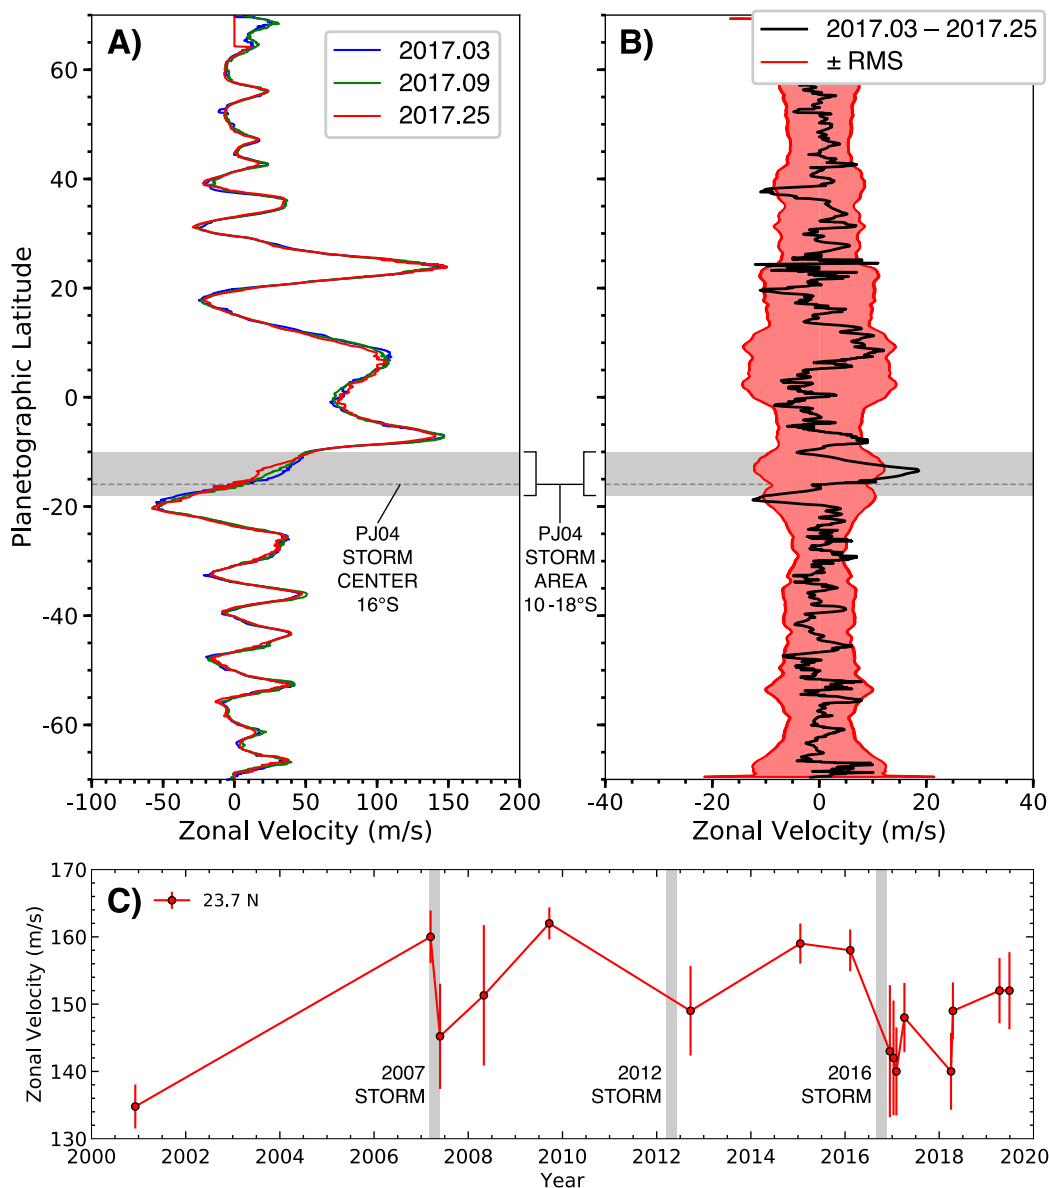 A)
2017.03
2017.09
2017.25
B)
2017.03 – 2017.25
± RMS
Planetographic Latitude
60
40
20
0
-20
-40
-60
PJ04
STORM
CENTER
16°S
PJ04
STORM
AREA
10 -18°S
-100 -50 0 50 100 150 200
Zonal Velocity (m/s)
-40 -20 0 20 40
Zonal Velocity (m/s)
C)
23.7 N
Zonal Velocity (m/s)
170
160
150
140
130
2007
STORM
2012
STORM
2016
STORM
2000 2002 2004 2006 2008 2010 2012 2014 2016 2018 2020
Year